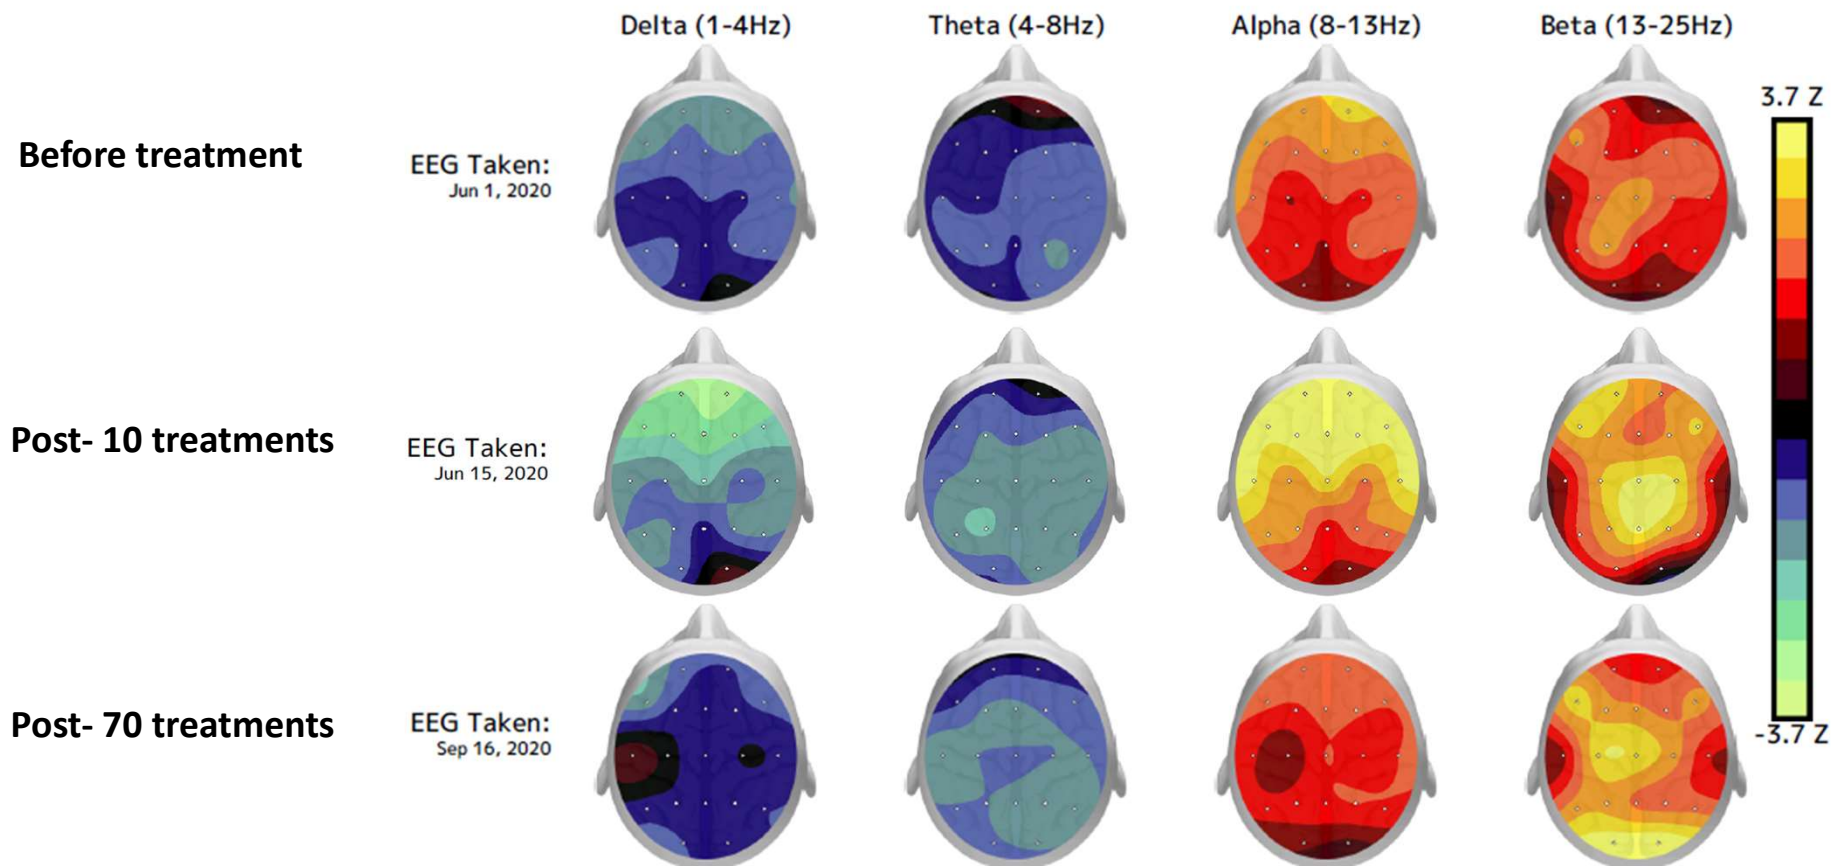 Delta (1-4Hz) Theta (4-8Hz) Alpha (8-13Hz) Beta (13-25Hz)
3.7 Z
Before treatment
EEG Taken:
Jun 1, 2020
Post- 10 treatments
EEG Taken:
Jun 15, 2020
Post- 70 treatments
EEG Taken:
Sep 16, 2020
-3.7 Z